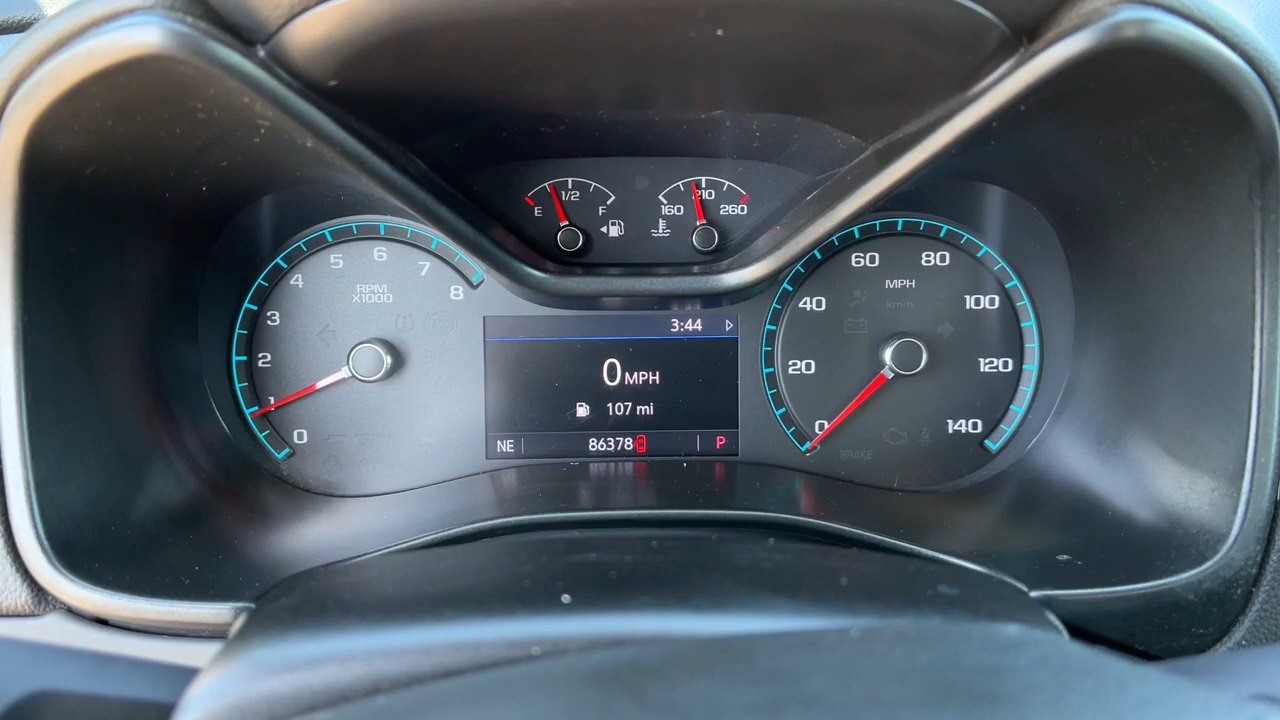 E 1/2 F
160 210 260
0 1 2 3 4 5 6 7 8
RPM
X1000
3:44
0 MPH
107 mi
NE 86378 P
0 20 40 60 80 100 120 140
MPH
km/h
BRAKE